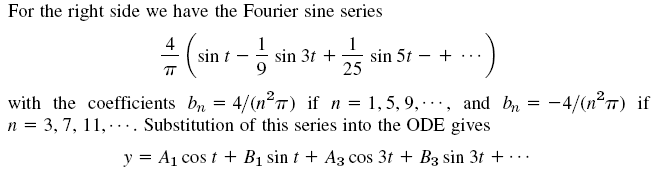 For the right side we have the Fourier sine series
4/π (sin t − 1/9 sin 3t + 1/25 sin 5t − + ···)
with the coefficients bₙ = 4/(n²π) if n = 1, 5, 9, ···, and bₙ = −4/(n²π) if
n = 3, 7, 11, ···. Substitution of this series into the ODE gives
y = A₁ cos t + B₁ sin t + A₃ cos 3t + B₃ sin 3t + ···